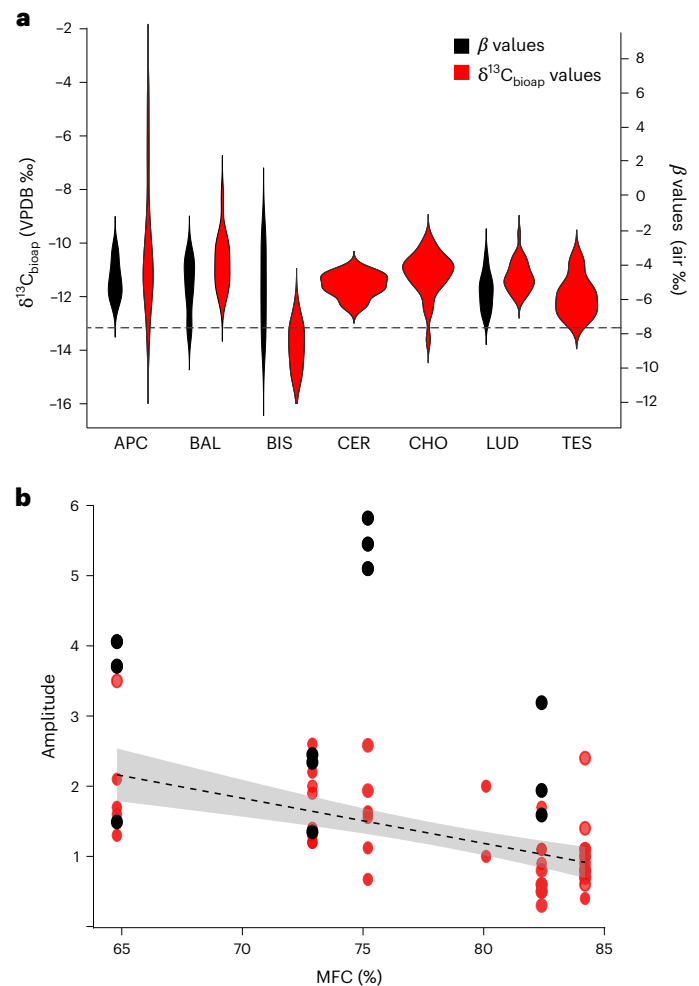 a
β values
δ13Cbioap values
δ13Cbioap (VPDB ‰)
−2
−4
−6
−8
−10
−12
−14
−16
8
6
4
2
0
−2
−4
−6
−8
−10
−12
β values (air ‰)
APC BAL BIS CER CHO LUD TES
b
Amplitude
6
5
4
3
2
1
65 70 75 80 85
MFC (%)